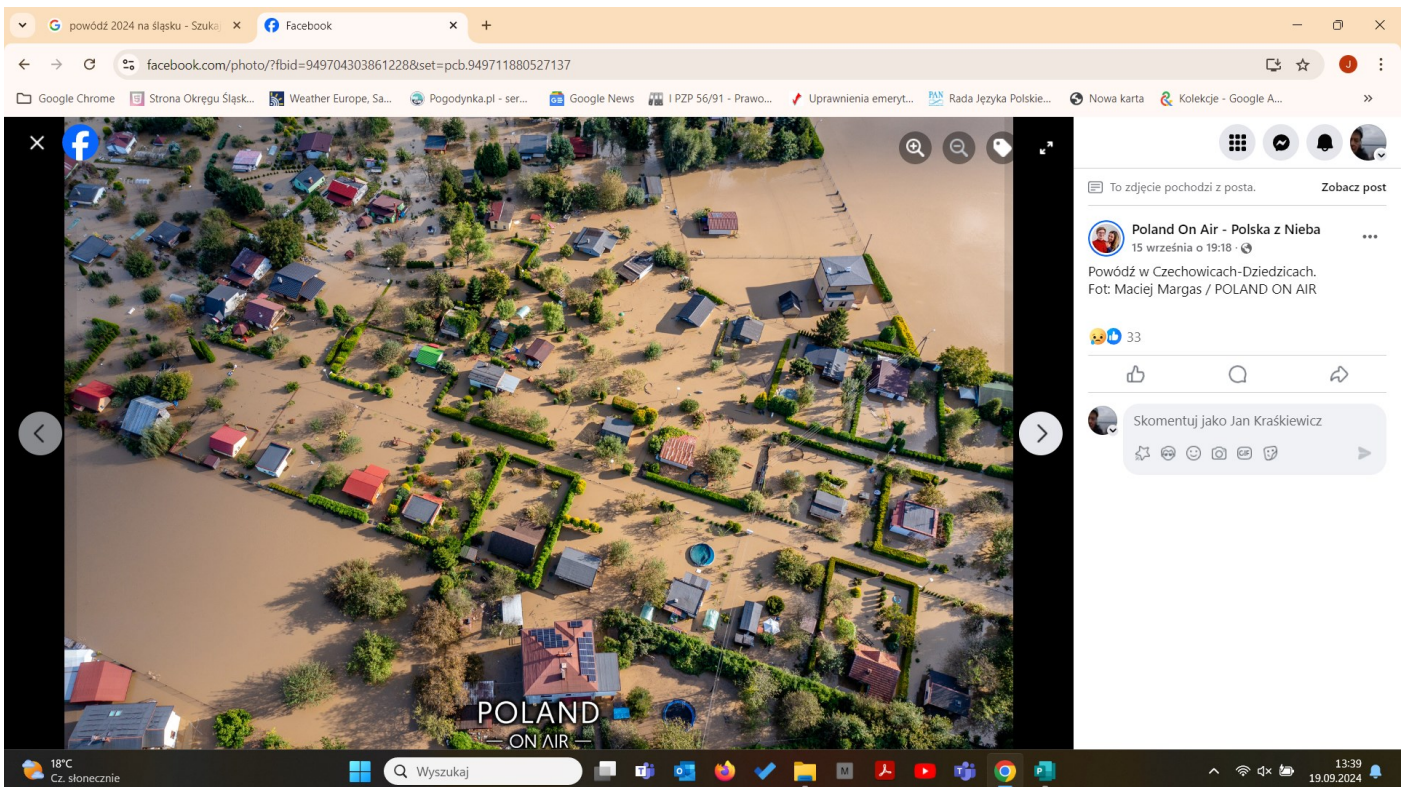 powódź 2024 na śląsku - Szuka
Facebook
facebook.com/photo/?fbid=949704303861228&set=pcb.949711880527137
J
Google Chrome
Strona Okręgu Śląsk...
Weather Europe, Sa...
Pogodynka.pl - ser...
Google News
I PZP 56/91 - Prawo...
Uprawnienia emeryt...
Rada Języka Polskie...
Nowa karta
Kolekcje - Google A...
To zdjęcie pochodzi z posta.
Zobacz post
Poland On Air - Polska z Nieba
15 września o 19:18 ·
Powódź w Czechowicach-Dziedzicach.
Fot: Maciej Margas / POLAND ON AIR
33
Skomentuj jako Jan Kraśkiewicz
GIF
POLAND
ON AIR
18°C
Cz. słonecznie
Wyszukaj
13:39
19.09.2024